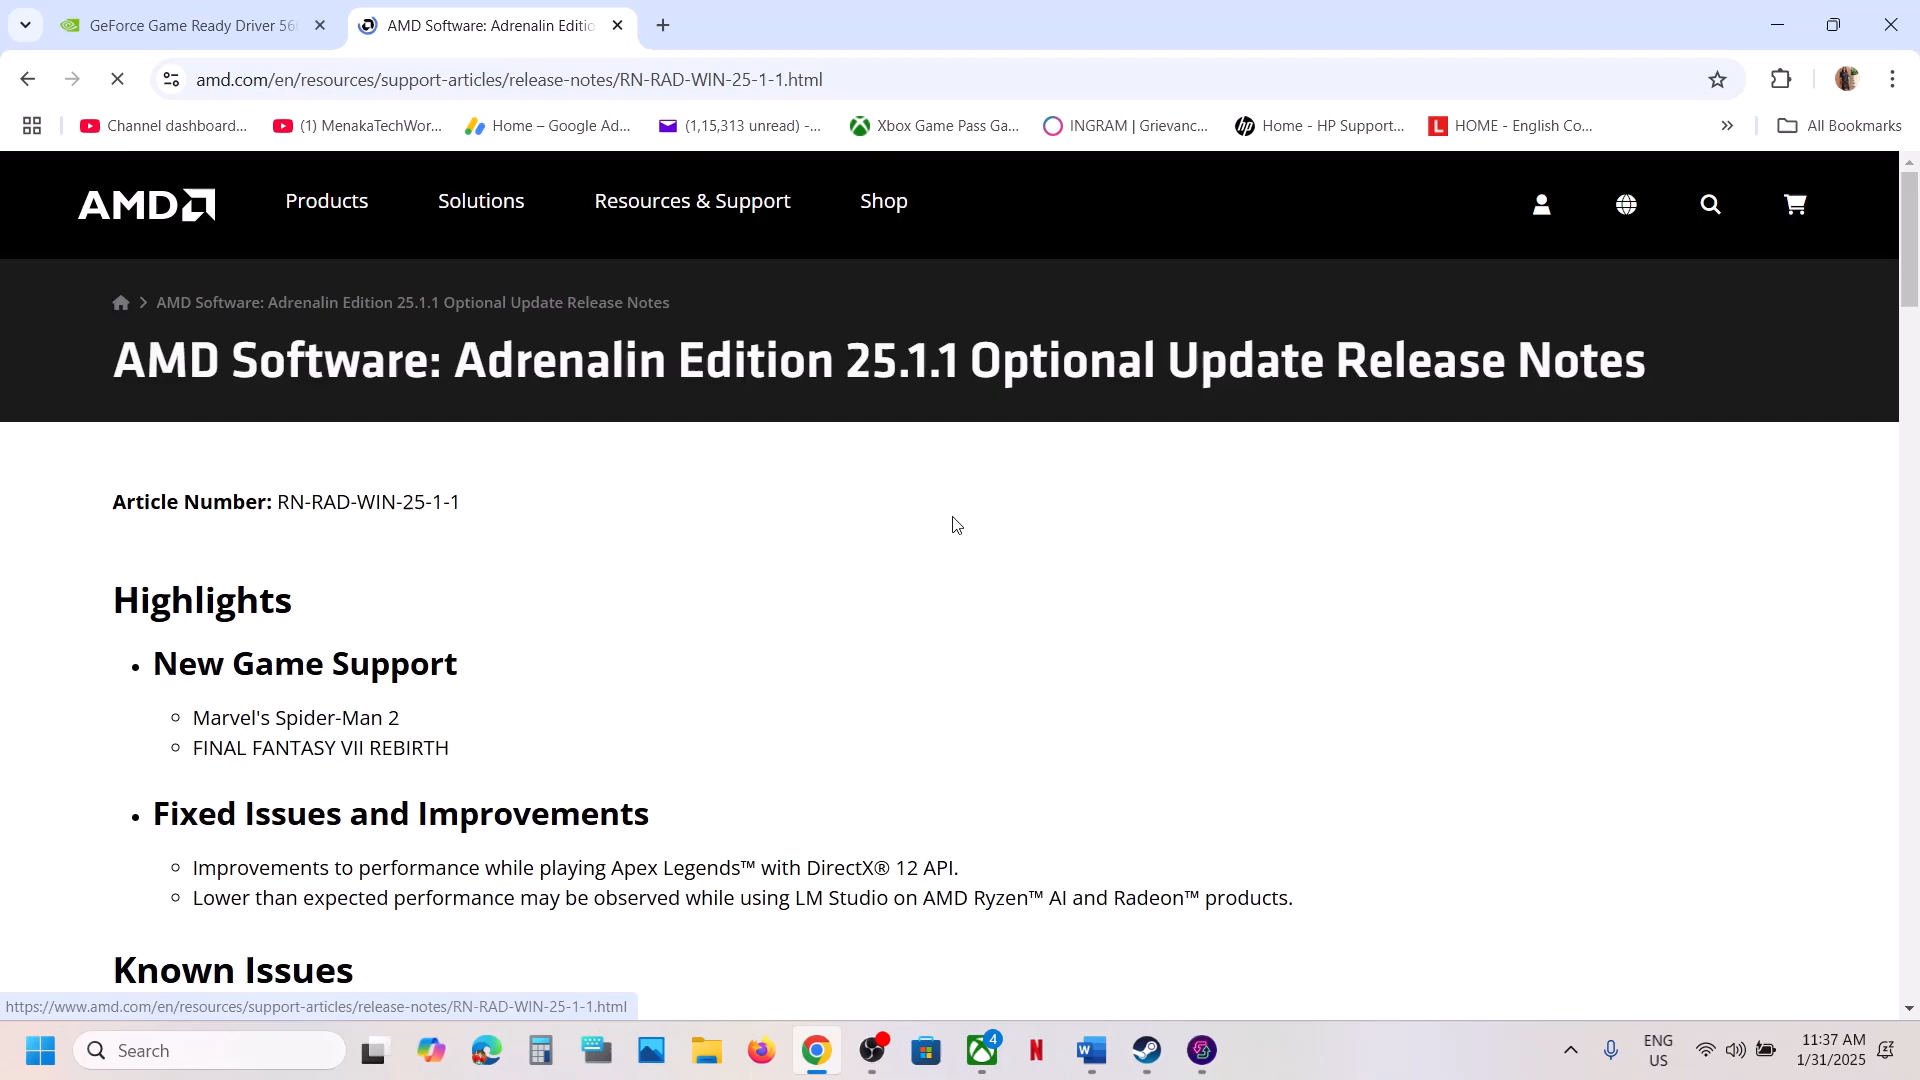 GeForce Game Ready Driver 56
AMD Software: Adrenalin Editio
amd.com/en/resources/support-articles/release-notes/RN-RAD-WIN-25-1-1.html
Channel dashboard...
(1) MenakaTechWor...
Home – Google Ad...
(1,15,313 unread) -...
Xbox Game Pass Ga...
INGRAM | Grievanc...
Home - HP Support...
HOME - English Co...
All Bookmarks
AMD
Products
Solutions
Resources & Support
Shop
AMD Software: Adrenalin Edition 25.1.1 Optional Update Release Notes
AMD Software: Adrenalin Edition 25.1.1 Optional Update Release Notes
Article Number: RN-RAD-WIN-25-1-1
Highlights
• New Game Support
Marvel's Spider-Man 2
FINAL FANTASY VII REBIRTH
• Fixed Issues and Improvements
Improvements to performance while playing Apex Legends™ with DirectX® 12 API.
Lower than expected performance may be observed while using LM Studio on AMD Ryzen™ AI and Radeon™ products.
Known Issues
https://www.amd.com/en/resources/support-articles/release-notes/RN-RAD-WIN-25-1-1.html
Search
4
ENG
US
11:37 AM
1/31/2025